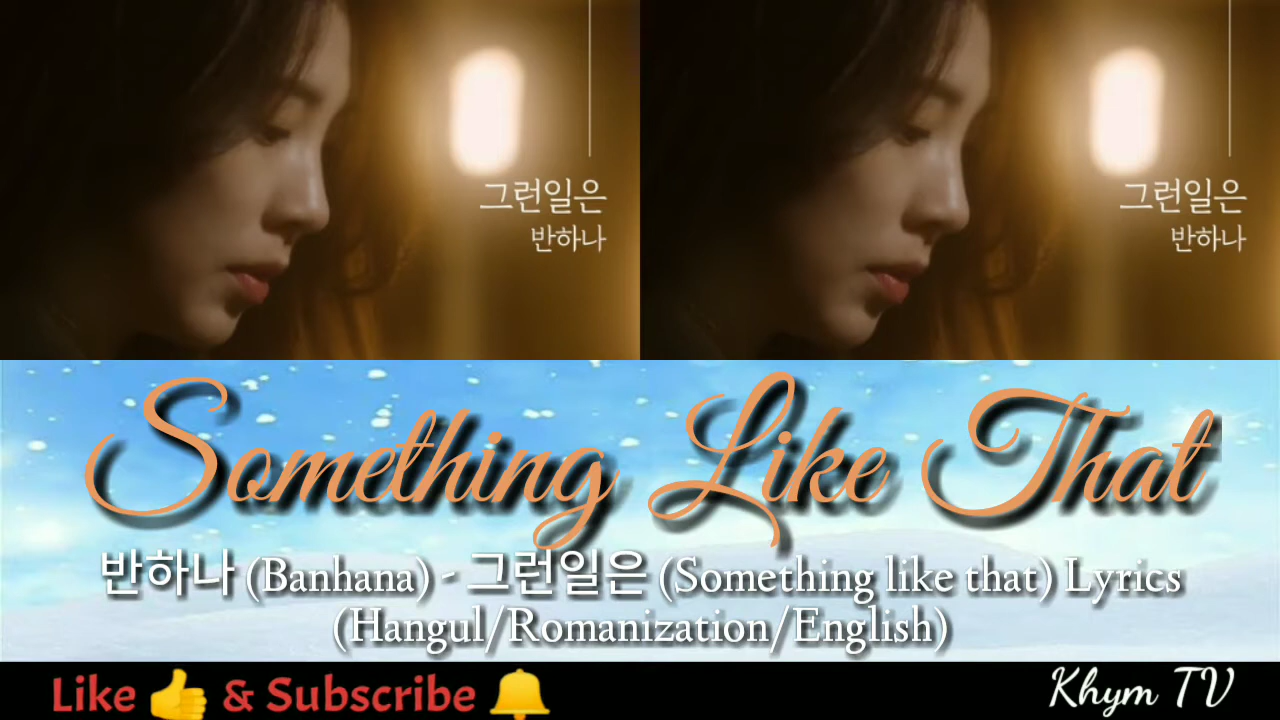 그런일은
반하나
그런일은
반하나
Something Like That
반하나 (Banhana) - 그런일은 (Something like that) Lyrics
(Hangul/Romanization/English)
Like 👍 & Subscribe 🔔
Khym TV